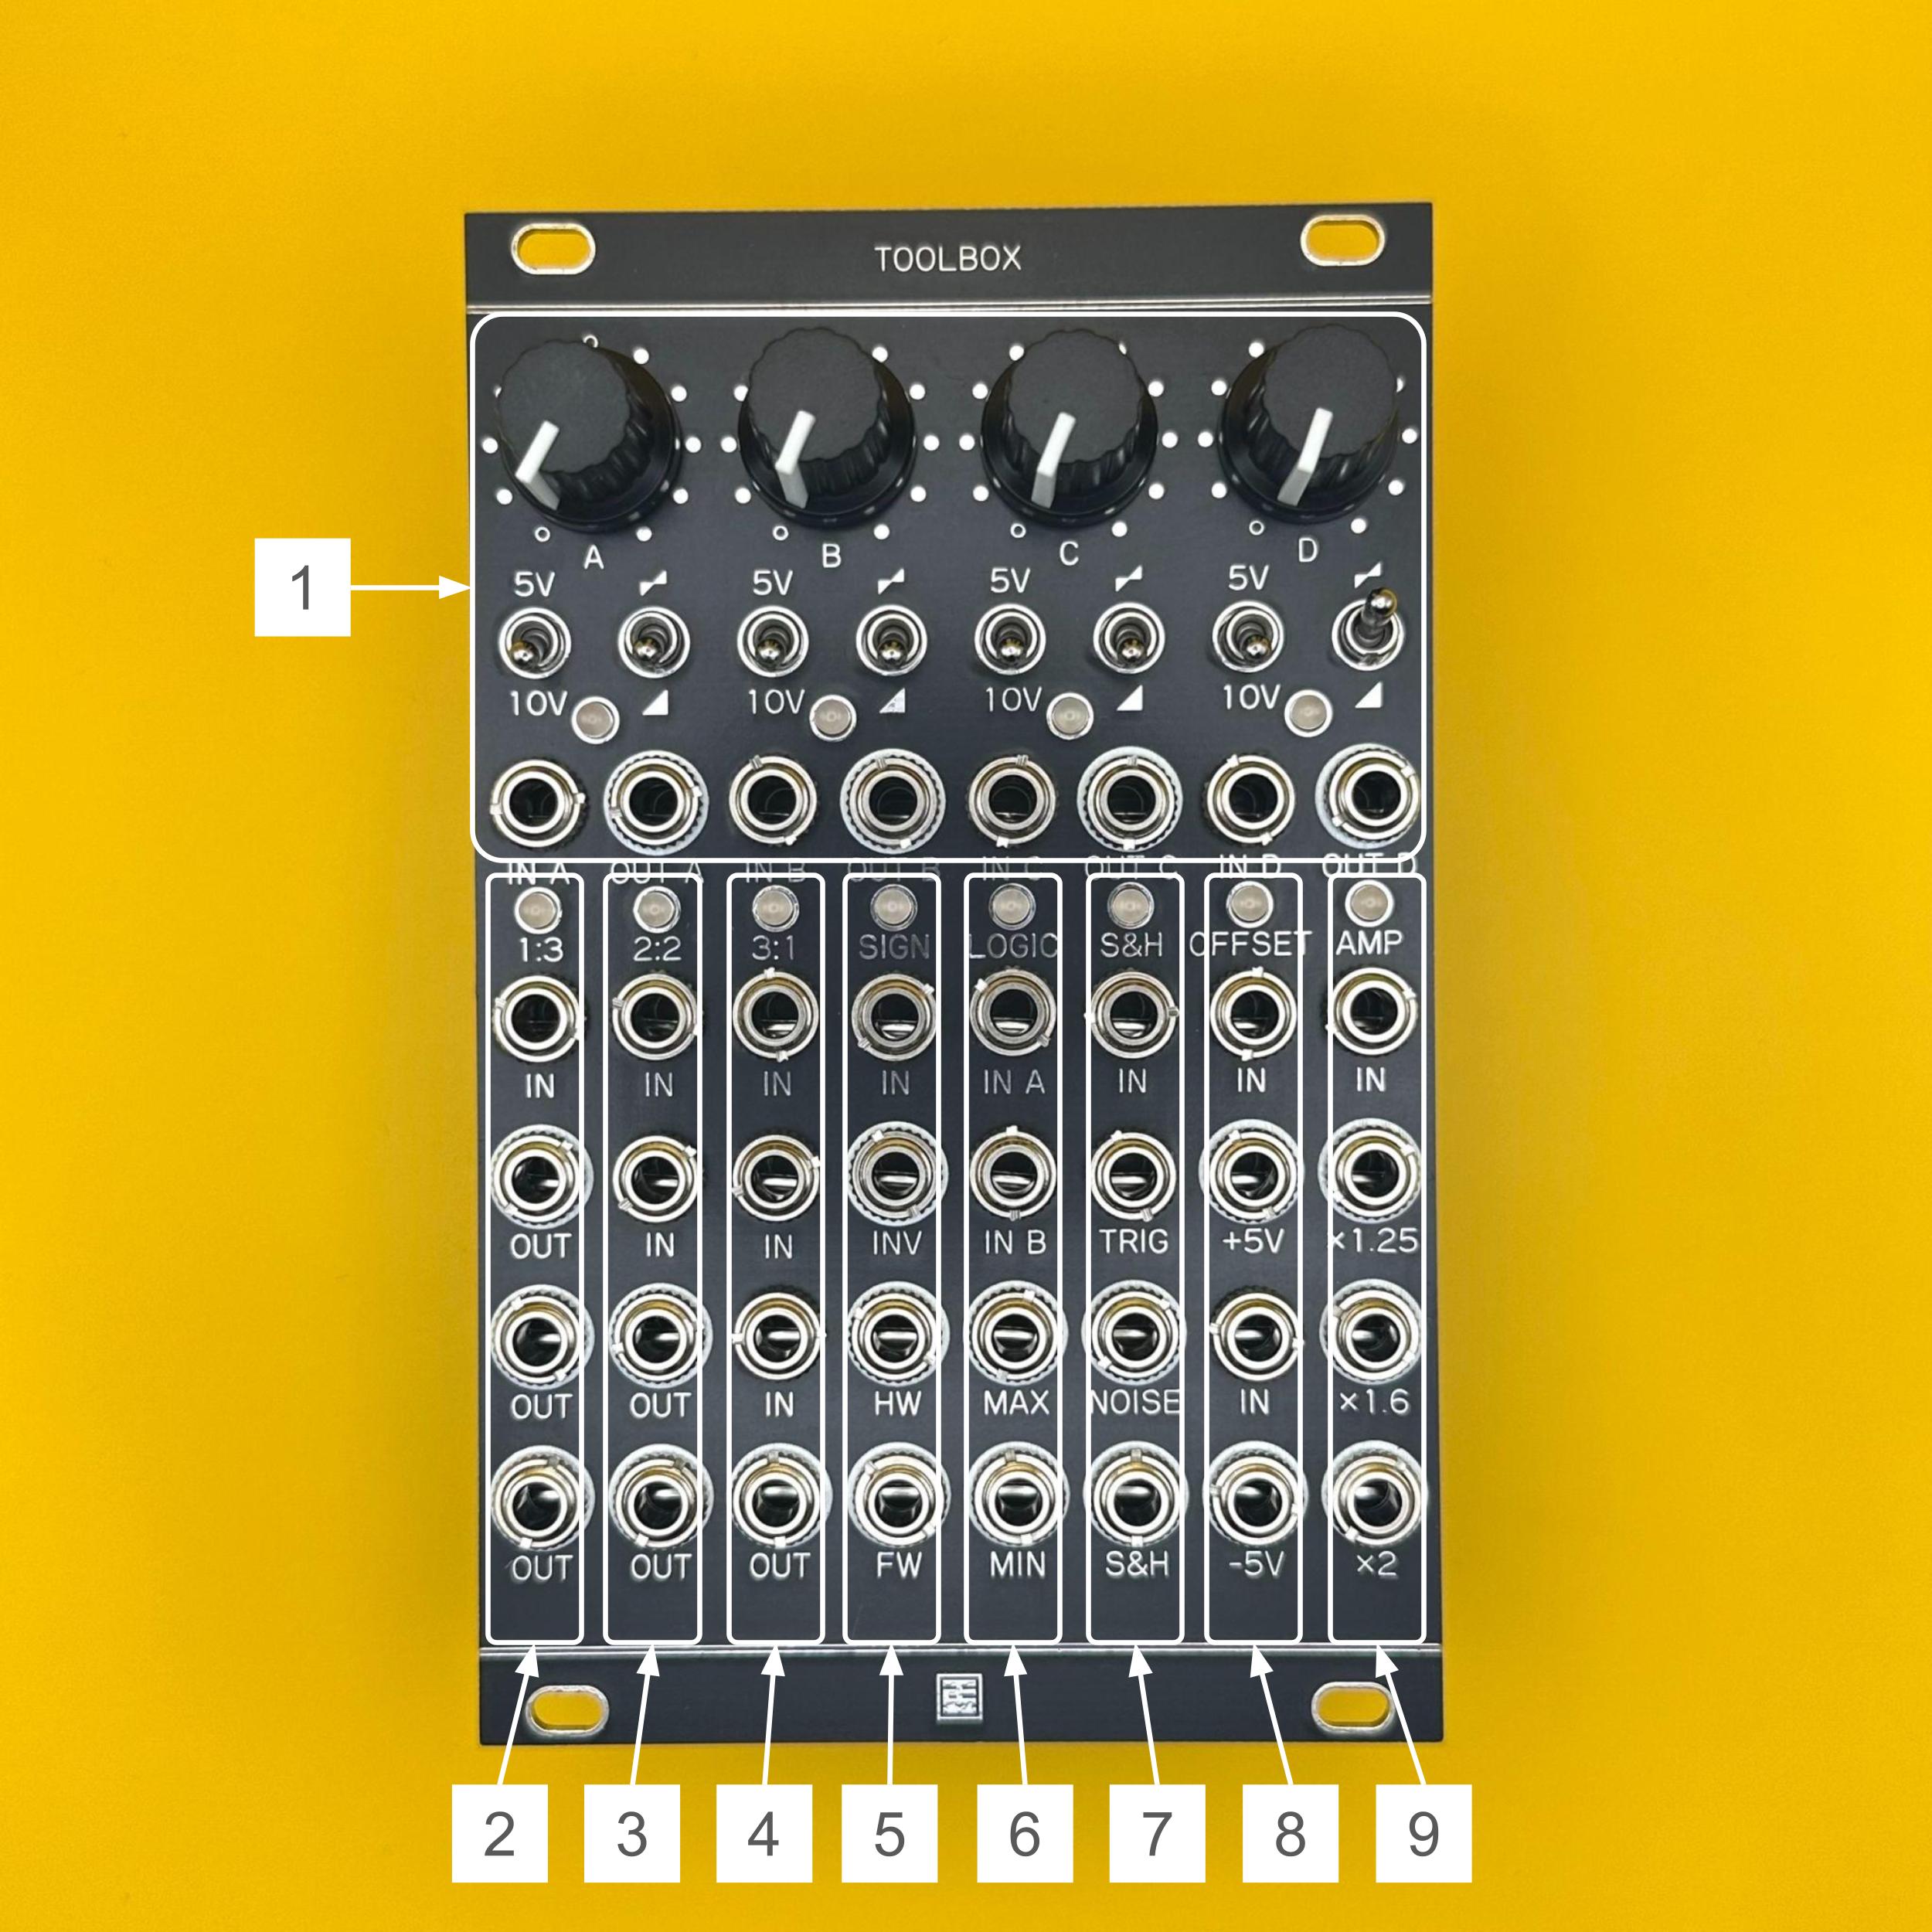 TOOLBOX
A B C D
5V 5V 5V 5V
10V 10V 10V 10V
IN A OUT A IN B OUT B IN C OUT C IN D OUT D
1
1:3 2:2 3:1 SIGN LOGIC S&H OFFSET AMP
IN IN IN IN IN A IN IN IN
OUT IN IN INV IN B TRIG +5V ×1.25
OUT OUT IN HW MAX NOISE IN ×1.6
OUT OUT OUT FW MIN S&H -5V ×2
2 3 4 5 6 7 8 9